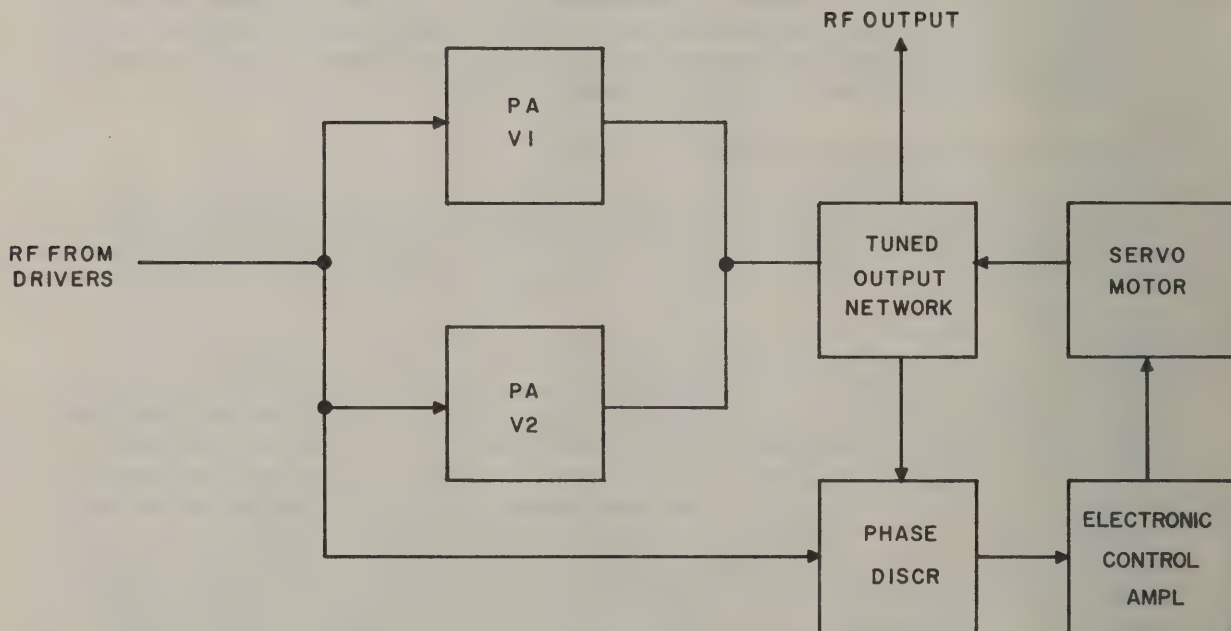 RF OUTPUT
PA
V1
RF FROM
DRIVERS
TUNED
OUTPUT
NETWORK
SERVO
MOTOR
PA
V2
PHASE
DISCR
ELECTRONIC
CONTROL
AMPL